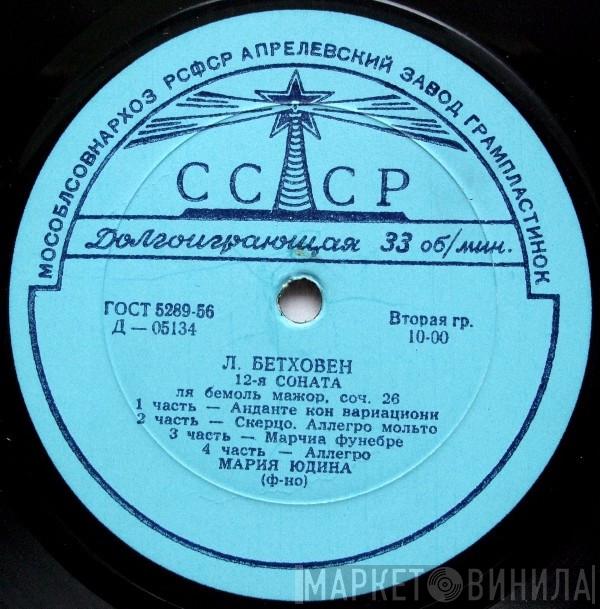 МОСОБЛСОВНАРХОЗ РСФСР АПРЕЛЕВСКИЙ ЗАВОД ГРАМПЛАСТИНОК
СССР
Долгоиграющая 33 об/мин.
ГОСТ 5289-56
Д — 05134
Вторая гр.
10-00
Л. БЕТХОВЕН
12-я СОНАТА
ля бемоль мажор, соч. 26
1 часть — Анданте кон вариациони
2 часть — Скерцо. Аллегро мольто
3 часть — Марчиа фунебре
4 часть — Аллегро
МАРИЯ ЮДИНА
(ф-но)
МАРКЕТ ВИНИЛА